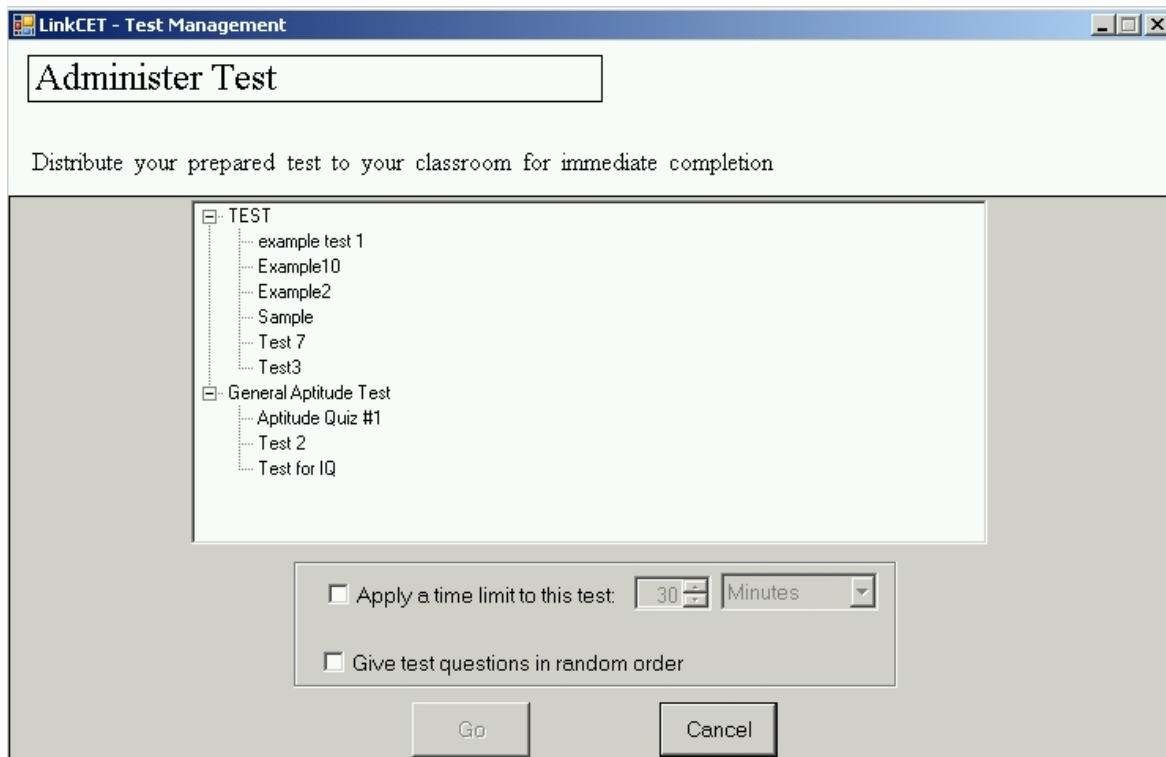 LinkCET - Test Management
Administer Test
Distribute your prepared test to your classroom for immediate completion
TEST
example test 1
Example10
Example2
Sample
Test 7
Test3
General Aptitude Test
Aptitude Quiz #1
Test 2
Test for IQ
Apply a time limit to this test: 30 Minutes
Give test questions in random order
Go Cancel